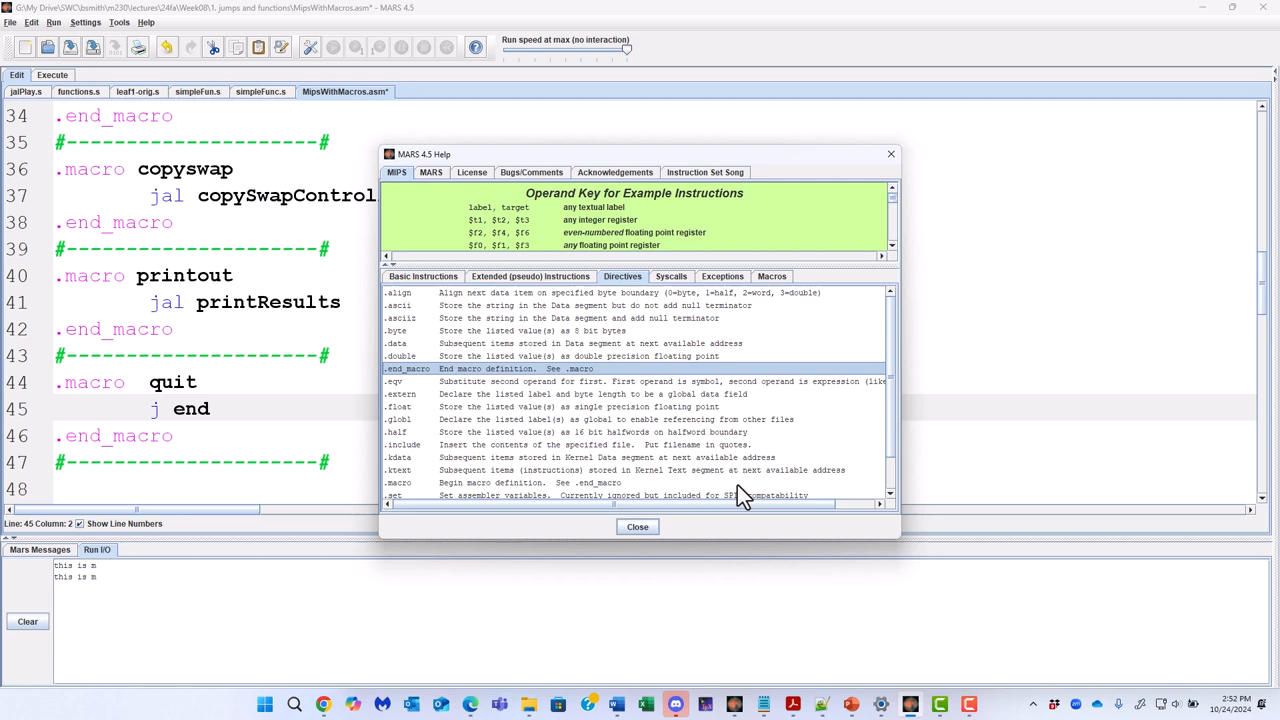 G:\My Drive\SWC\bsmith\m230\lectures\24fa\Week08\1. jumps and functions\MipsWithMacros.asm* - MARS 4.5
File Edit Run Settings Tools Help
Run speed at max (no interaction)
Edit Execute
jalPlay.s functions.s leaf1-orig.s simpleFun.s simpleFunc.s MipsWithMacros.asm*
34 .end_macro
35 #---------------------#
36 .macro copyswap
37 jal copySwapControl
38 .end_macro
39 #---------------------#
40 .macro printout
41 jal printResults
42 .end_macro
43 #---------------------#
44 .macro quit
45 j end
46 .end_macro
47 #---------------------#
48
Line: 45 Column: 2 Show Line Numbers
MARS 4.5 Help
MIPS MARS License Bugs/Comments Acknowledgements Instruction Set Song
Operand Key for Example Instructions
label, target any textual label
$t1, $t2, $t3 any integer register
$f2, $f4, $f6 even-numbered floating point register
$f0, $f1, $f3 any floating point register
Basic Instructions Extended (pseudo) Instructions Directives Syscalls Exceptions Macros
.align Align next data item on specified byte boundary (0=byte, 1=half, 2=word, 3=double)
.ascii Store the string in the Data segment but do not add null terminator
.asciiz Store the string in the Data segment and add null terminator
.byte Store the listed value(s) as 8 bit bytes
.data Subsequent items stored in Data segment at next available address
.double Store the listed value(s) as double precision floating point
.end_macro End macro definition. See .macro
.eqv Substitute second operand for first. First operand is symbol, second operand is expression (like
.extern Declare the listed label and byte length to be a global data field
.float Store the listed value(s) as single precision floating point
.globl Declare the listed label(s) as global to enable referencing from other files
.half Store the listed value(s) as 16 bit halfwords on halfword boundary
.include Insert the contents of the specified file. Put filename in quotes.
.kdata Subsequent items stored in Kernel Data segment at next available address
.ktext Subsequent items (instructions) stored in Kernel Text segment at next available address
.macro Begin macro definition. See .end_macro
.set Set assembler variables. Currently ignored but included for compatability
Close
Mars Messages Run I/O
this is m
this is m
Clear
2:52 PM
10/24/2024